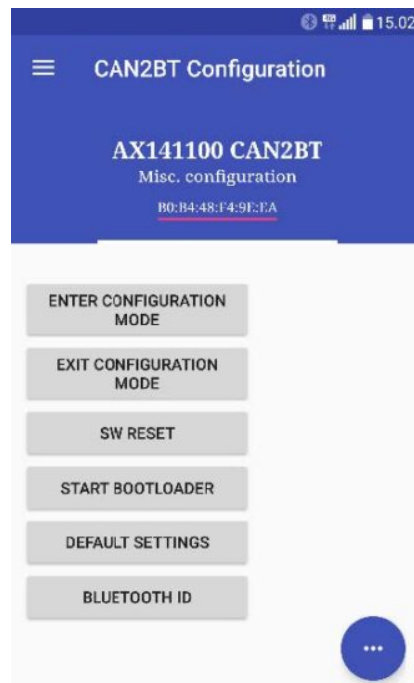 15.02
CAN2BT Configuration
AX141100 CAN2BT
Misc. configuration
B0:B4:48:F4:9E:EA
ENTER CONFIGURATION
MODE
EXIT CONFIGURATION
MODE
SW RESET
START BOOTLOADER
DEFAULT SETTINGS
BLUETOOTH ID